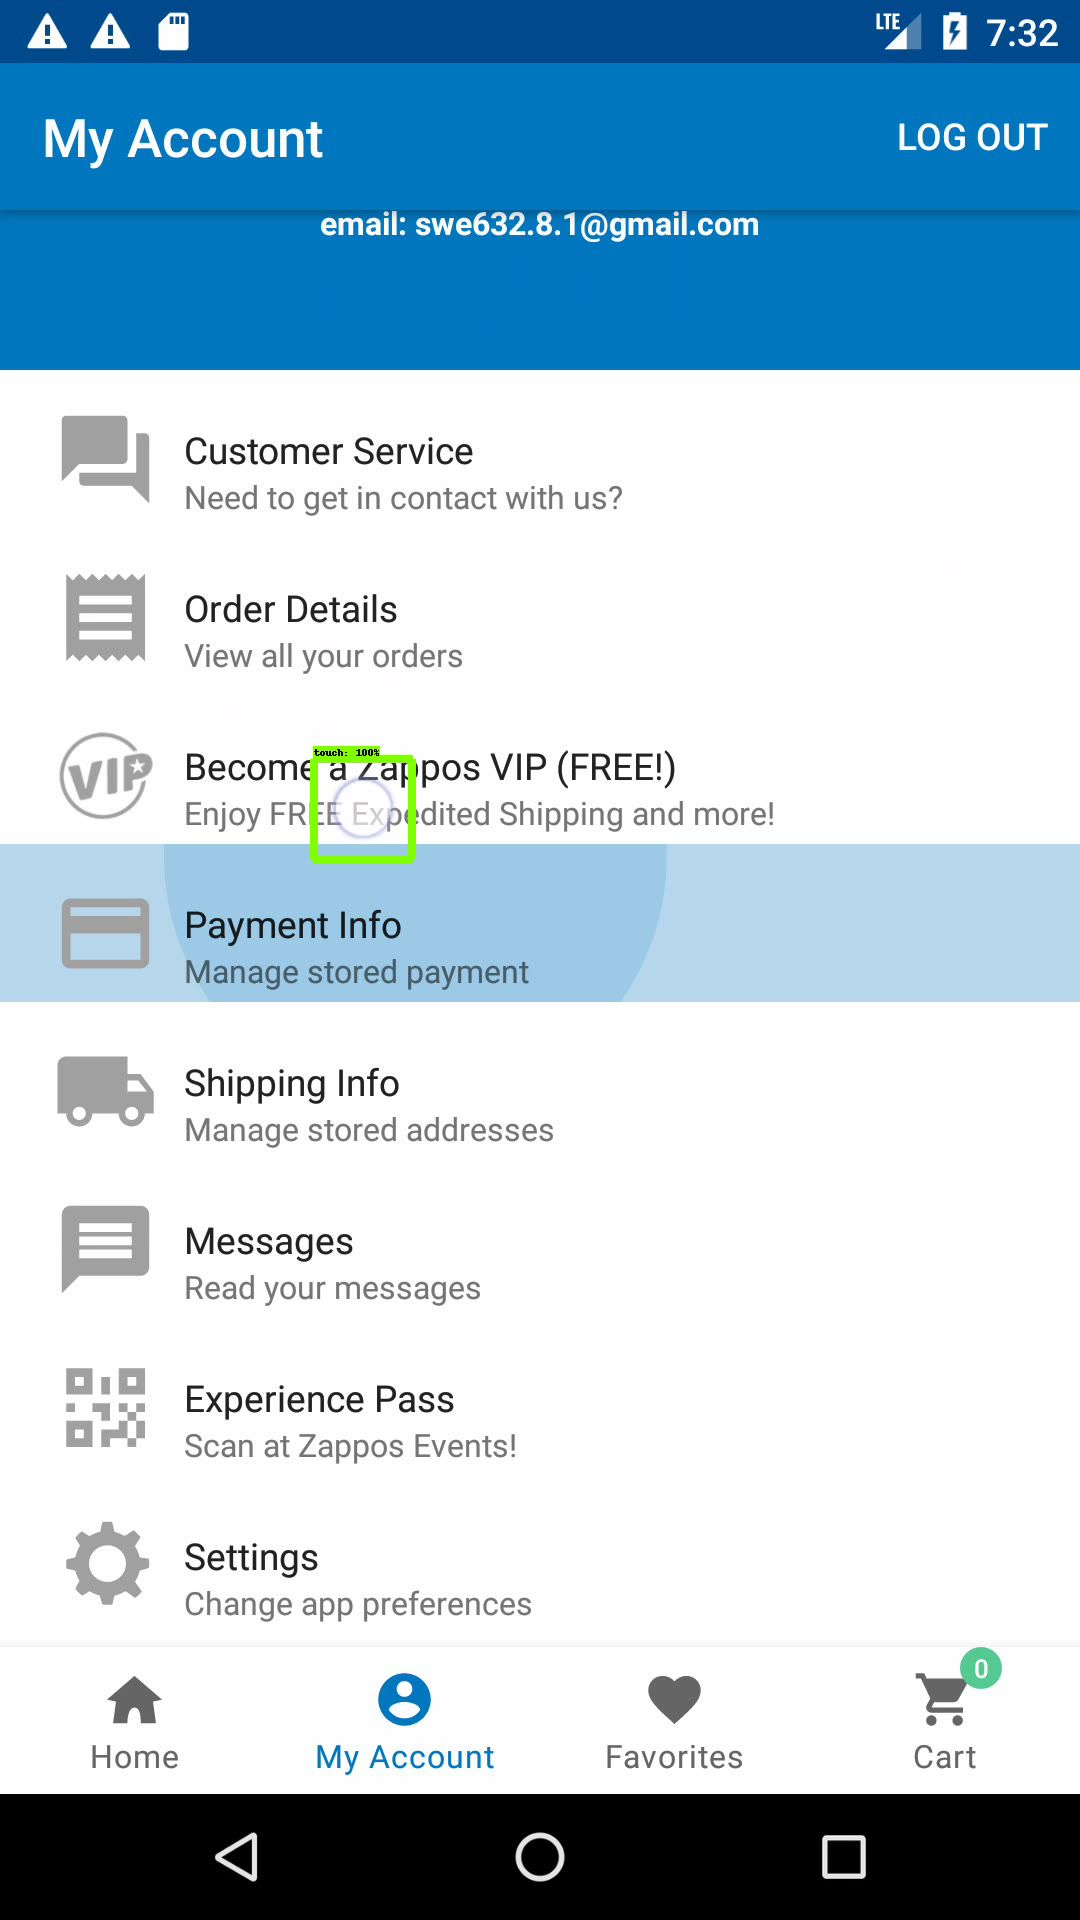 LTE 7:32
My Account LOG OUT
email: swe632.8.1@gmail.com
Customer Service
Need to get in contact with us?
Order Details
View all your orders
touch: 100%
VIP
Become a Zappos VIP (FREE!)
Enjoy FREE Expedited Shipping and more!
Payment Info
Manage stored payment
Shipping Info
Manage stored addresses
Messages
Read your messages
Experience Pass
Scan at Zappos Events!
Settings
Change app preferences
0
Home My Account Favorites Cart